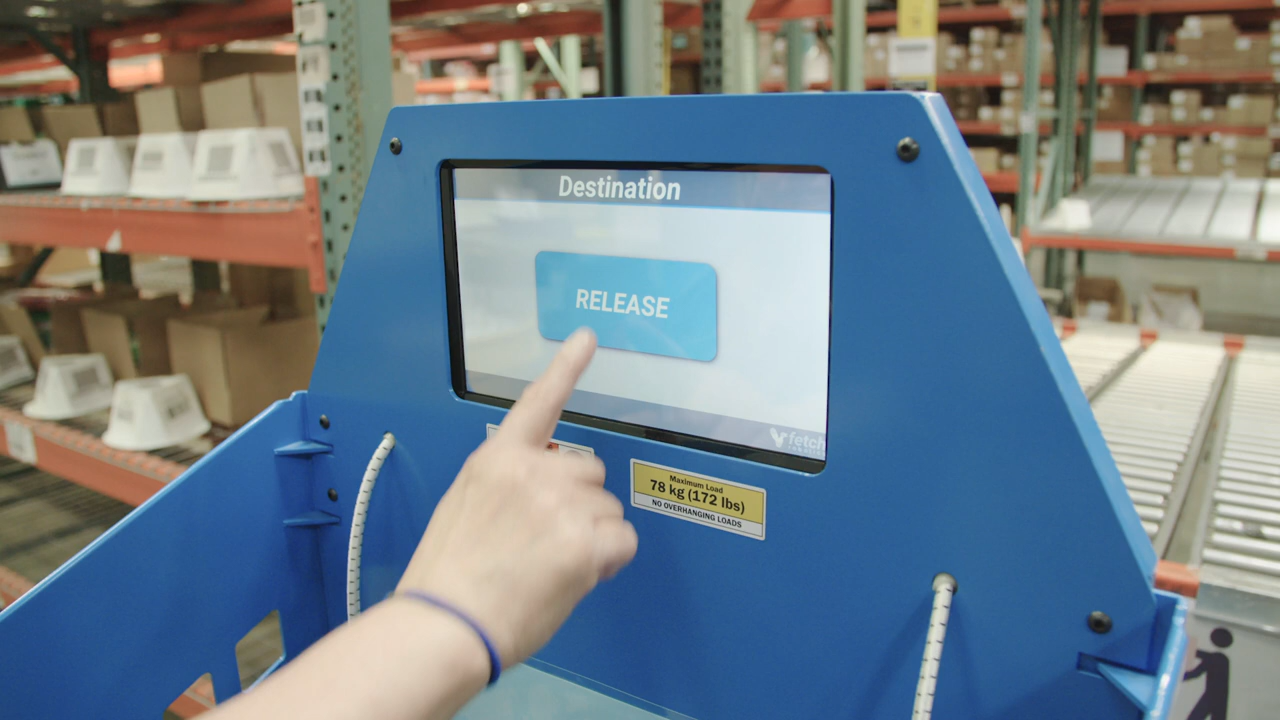 Destination
RELEASE
fetch
Maximum Load
78 kg (172 lbs)
NO OVERHANGING LOADS